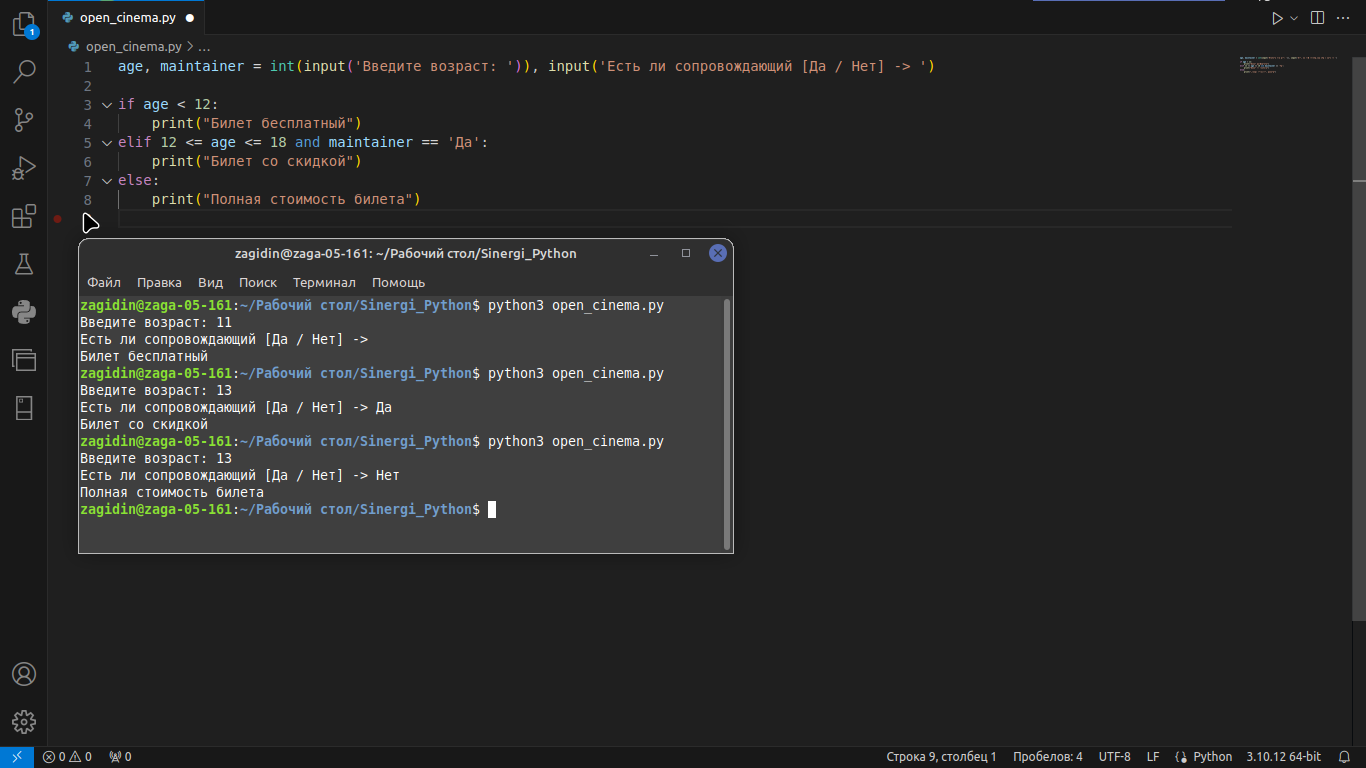 open_cinema.py
open_cinema.py > ...
1
1 age, maintainer = int(input('Введите возраст: ')), input('Есть ли сопровождающий [Да / Нет] -> ')
2
3 if age < 12:
4     print("Билет бесплатный")
5 elif 12 <= age <= 18 and maintainer == 'Да':
6     print("Билет со скидкой")
7 else:
8     print("Полная стоимость билета")
zagidin@zaga-05-161: ~/Рабочий стол/Sinergi_Python
Файл Правка Вид Поиск Терминал Помощь
zagidin@zaga-05-161:~/Рабочий стол/Sinergi_Python$ python3 open_cinema.py
Введите возраст: 11
Есть ли сопровождающий [Да / Нет] ->
Билет бесплатный
zagidin@zaga-05-161:~/Рабочий стол/Sinergi_Python$ python3 open_cinema.py
Введите возраст: 13
Есть ли сопровождающий [Да / Нет] -> Да
Билет со скидкой
zagidin@zaga-05-161:~/Рабочий стол/Sinergi_Python$ python3 open_cinema.py
Введите возраст: 13
Есть ли сопровождающий [Да / Нет] -> Нет
Полная стоимость билета
zagidin@zaga-05-161:~/Рабочий стол/Sinergi_Python$
0 0 0 Строка 9, столбец 1 Пробелов: 4 UTF-8 LF Python 3.10.12 64-bit